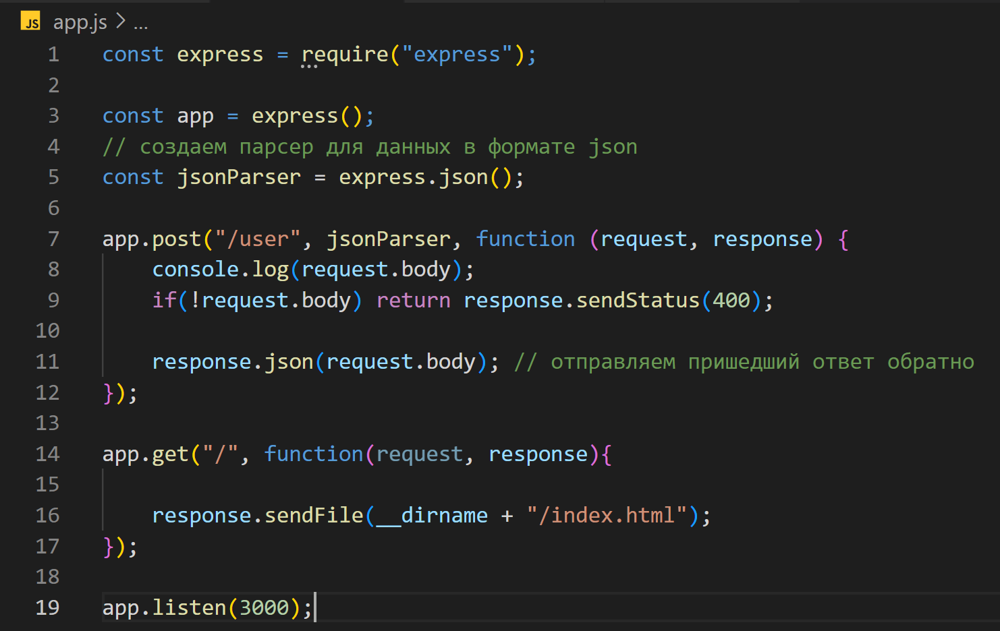 JS app.js > ...
1 const express = require("express");
2
3 const app = express();
4 // создаем парсер для данных в формате json
5 const jsonParser = express.json();
6
7 app.post("/user", jsonParser, function (request, response) {
8     console.log(request.body);
9     if(!request.body) return response.sendStatus(400);
10
11     response.json(request.body); // отправляем пришедший ответ обратно
12 });
13
14 app.get("/", function(request, response){
15
16     response.sendFile(__dirname + "/index.html");
17 });
18
19 app.listen(3000);